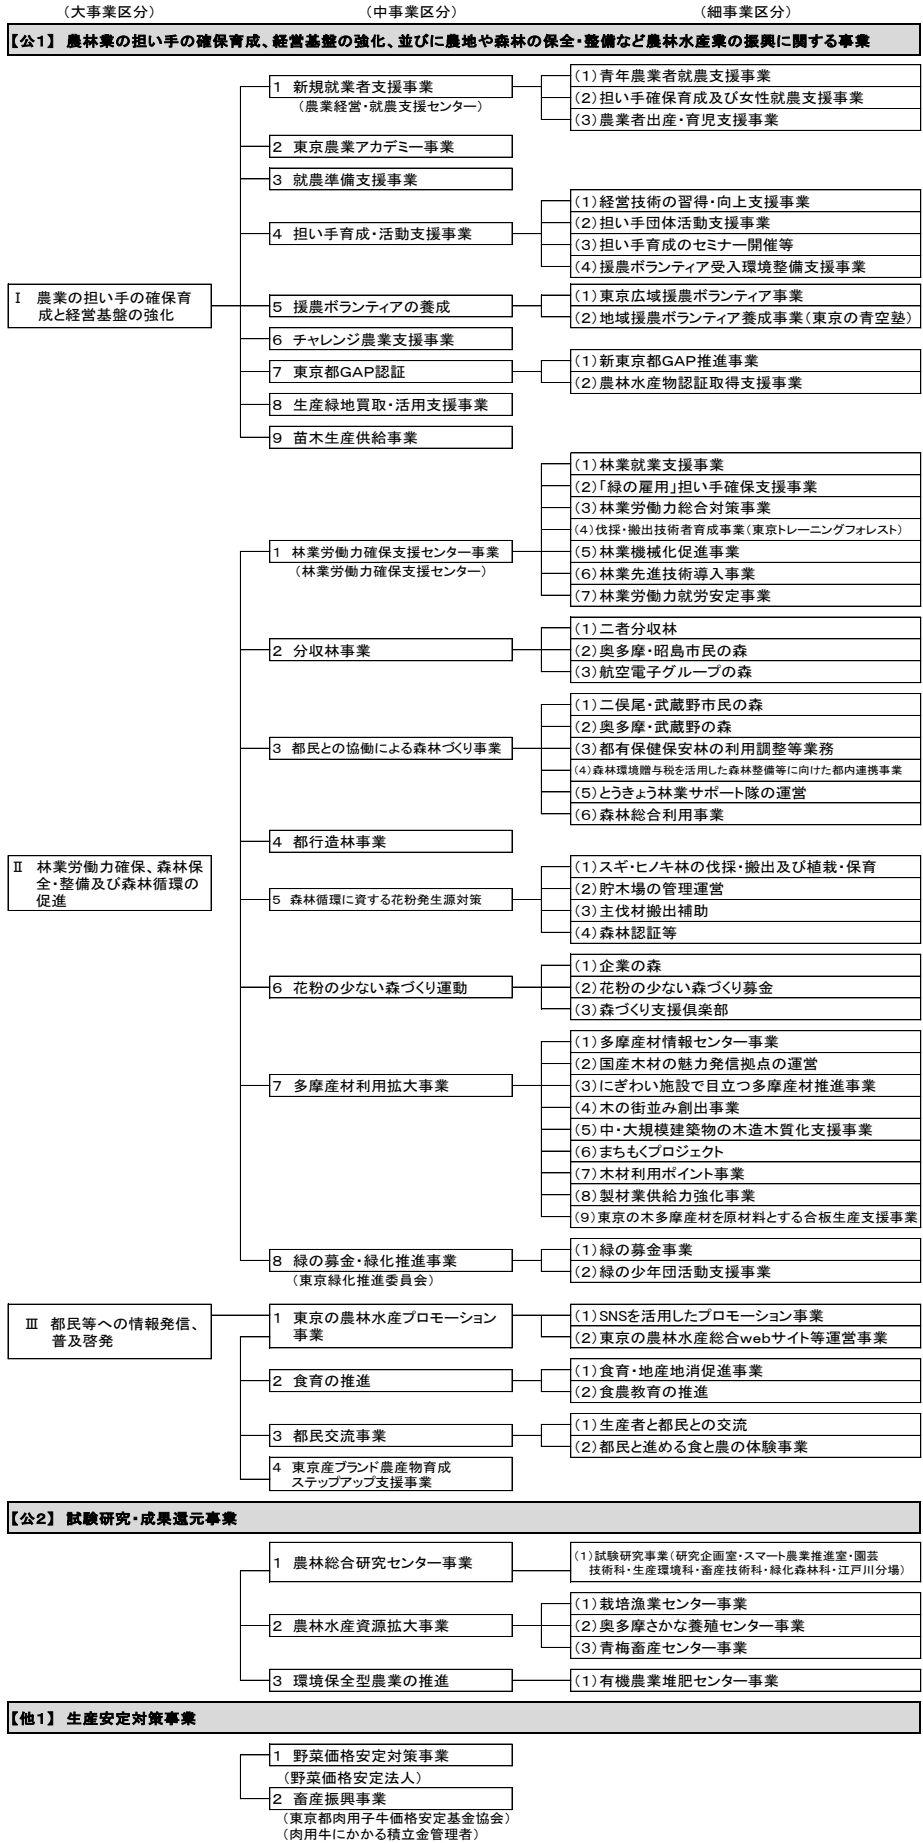 (大事業区分)
(中事業区分)
(細事業区分)
【公1】 農林業の担い手の確保育成、経営基盤の強化、並びに農地や森林の保全・整備など農林水産業の振興に関する事業
Ⅰ 農業の担い手の確保育
成と経営基盤の強化
1 新規就業者支援事業
(農業経営・就農支援センター)
(1)青年農業者就農支援事業
(2)担い手確保育成及び女性就農支援事業
(3)農業者出産・育児支援事業
2 東京農業アカデミー事業
3 就農準備支援事業
4 担い手育成・活動支援事業
(1)経営技術の習得・向上支援事業
(2)担い手団体活動支援事業
(3)担い手育成のセミナー開催等
(4)援農ボランティア受入環境整備支援事業
5 援農ボランティアの養成
(1)東京広域援農ボランティア事業
(2)地域援農ボランティア養成事業(東京の青空塾)
6 チャレンジ農業支援事業
7 東京都GAP認証
(1)新東京都GAP推進事業
(2)農林水産物認証取得支援事業
8 生産緑地買取・活用支援事業
9 苗木生産供給事業
Ⅱ 林業労働力確保、森林保
全・整備及び森林循環の
促進
1 林業労働力確保支援センター事業
(林業労働力確保支援センター)
(1)林業就業支援事業
(2)「緑の雇用」担い手確保支援事業
(3)林業労働力総合対策事業
(4)伐採・搬出技術者育成事業(東京トレーニングフォレスト)
(5)林業機械化促進事業
(6)林業先進技術導入事業
(7)林業労働力就労安定事業
2 分収林事業
(1)二者分収林
(2)奥多摩・昭島市民の森
(3)航空電子グループの森
3 都民との協働による森林づくり事業
(1)二俣尾・武蔵野市民の森
(2)奥多摩・武蔵野の森
(3)都有保健保安林の利用調整等業務
(4)森林環境贈与税を活用した森林整備等に向けた都内連携事業
(5)とうきょう林業サポート隊の運営
(6)森林総合利用事業
4 都行造林事業
5 森林循環に資する花粉発生源対策
(1)スギ・ヒノキ林の伐採・搬出及び植栽・保育
(2)貯木場の管理運営
(3)主伐材搬出補助
(4)森林認証等
6 花粉の少ない森づくり運動
(1)企業の森
(2)花粉の少ない森づくり募金
(3)森づくり支援倶楽部
7 多摩産材利用拡大事業
(1)多摩産材情報センター事業
(2)国産木材の魅力発信拠点の運営
(3)にぎわい施設で目立つ多摩産材推進事業
(4)木の街並み創出事業
(5)中・大規模建築物の木造木質化支援事業
(6)まちもくプロジェクト
(7)木材利用ポイント事業
(8)製材業供給力強化事業
(9)東京の木多摩産材を原材料とする合板生産支援事業
8 緑の募金・緑化推進事業
(東京緑化推進委員会)
(1)緑の募金事業
(2)緑の少年団活動支援事業
Ⅲ 都民等への情報発信、
普及啓発
1 東京の農林水産プロモーション
事業
(1)SNSを活用したプロモーション事業
(2)東京の農林水産総合webサイト等運営事業
2 食育の推進
(1)食育・地産地消促進事業
(2)食農教育の推進
3 都民交流事業
(1)生産者と都民との交流
(2)都民と進める食と農の体験事業
4 東京産ブランド農産物育成
ステップアップ支援事業
【公2】 試験研究・成果還元事業
1 農林総合研究センター事業
(1)試験研究事業(研究企画室・スマート農業推進室・園芸
技術科・生産環境科・畜産技術科・緑化森林科・江戸川分場)
2 農林水産資源拡大事業
(1)栽培漁業センター事業
(2)奥多摩さかな養殖センター事業
(3)青梅畜産センター事業
3 環境保全型農業の推進
(1)有機農業堆肥センター事業
【他1】 生産安定対策事業
1 野菜価格安定対策事業
(野菜価格安定法人)
2 畜産振興事業
(東京都肉用子牛価格安定基金協会)
(肉用牛にかかる積立金管理者)